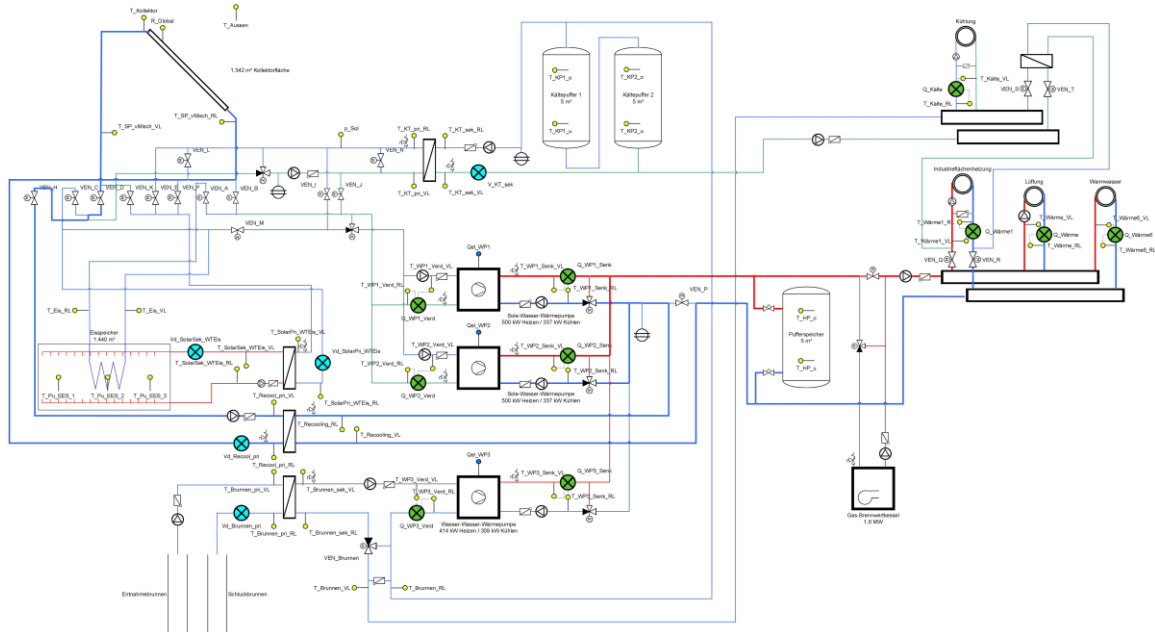 T_Kollektor
R_Global
T_Aussen
1.342 m² Kollektorfläche
T_SP_vMisch_RL
T_SP_vMisch_VL
p_Sol
T_KT_pri_RL
T_KT_sek_RL
T_KT_pri_VL
T_KT_sek_VL
V_KT_sek
T_KP1_o
Kältepuffer 1
5 m³
T_KP1_u
T_KP2_o
Kältepuffer 2
5 m³
T_KP2_u
Kühlung
T_Kälte_VL
Q_Kälte
T_Kälte_RL
VEN_S
VEN_T
VEN_L
VEN_N
VEN_H
VEN_C
VEN_D
VEN_K
VEN_E
VEN_F
VEN_A
VEN_B
VEN_I
VEN_J
VEN_M
Industrieflächenheizung
Lüftung
Warmwasser
T_Wärme1_R
Q_Wärme1
T_Wärme1_VL
T_Wärme_VL
Q_Wärme
T_Wärme_RL
T_Wärme6_VL
Q_Wärme6
T_Wärme6_RL
VEN_Q
VEN_R
Qel_WP1
T_WP1_Verd_VL
T_WP1_Verd_RL
Q_WP1_Verd
T_WP1_Senk_VL
Q_WP1_Senk
T_WP1_Senk_RL
Sole-Wasser-Wärmepumpe
500 kW Heizen / 337 kW Kühlen
VEN_P
T_HP_o
Pufferspeicher
5 m³
T_HP_u
Qel_WP2
T_WP2_Verd_VL
T_WP2_Verd_RL
Q_WP2_Verd
T_WP2_Senk_VL
Q_WP2_Senk
T_WP2_Senk_RL
Sole-Wasser-Wärmepumpe
500 kW Heizen / 337 kW Kühlen
T_Eis_RL
T_Eis_VL
Eisspeicher
1.440 m³
T_Pu_EES_1
T_Pu_EES_2
T_Pu_EES_3
Vd_SolarSek_WTEis
T_SolarSek_WTEis_VL
T_SolarSek_WTEis_RL
T_SolarPri_WTEis_VL
Vd_SolarPri_WTEis
T_SolarPri_WTEis_RL
T_Recool_pri_VL
T_Recooling_RL
T_Recooling_VL
Vd_Recool_pri
T_Recool_pri_RL
Qel_WP3
T_WP3_Verd_VL
T_WP3_Verd_RL
Q_WP3_Verd
T_WP3_Senk_VL
Q_WP3_Senk
T_WP3_Senk_RL
Wasser-Wasser-Wärmepumpe
414 kW Heizen / 309 kW Kühlen
Gas-Brennwertkessel
1,6 MW
T_Brunnen_pri_VL
T_Brunnen_sek_VL
Vd_Brunnen_pri
T_Brunnen_pri_RL
T_Brunnen_sek_RL
VEN_Brunnen
T_Brunnen_VL
T_Brunnen_RL
Entnahmebrunnen
Schluckbrunnen